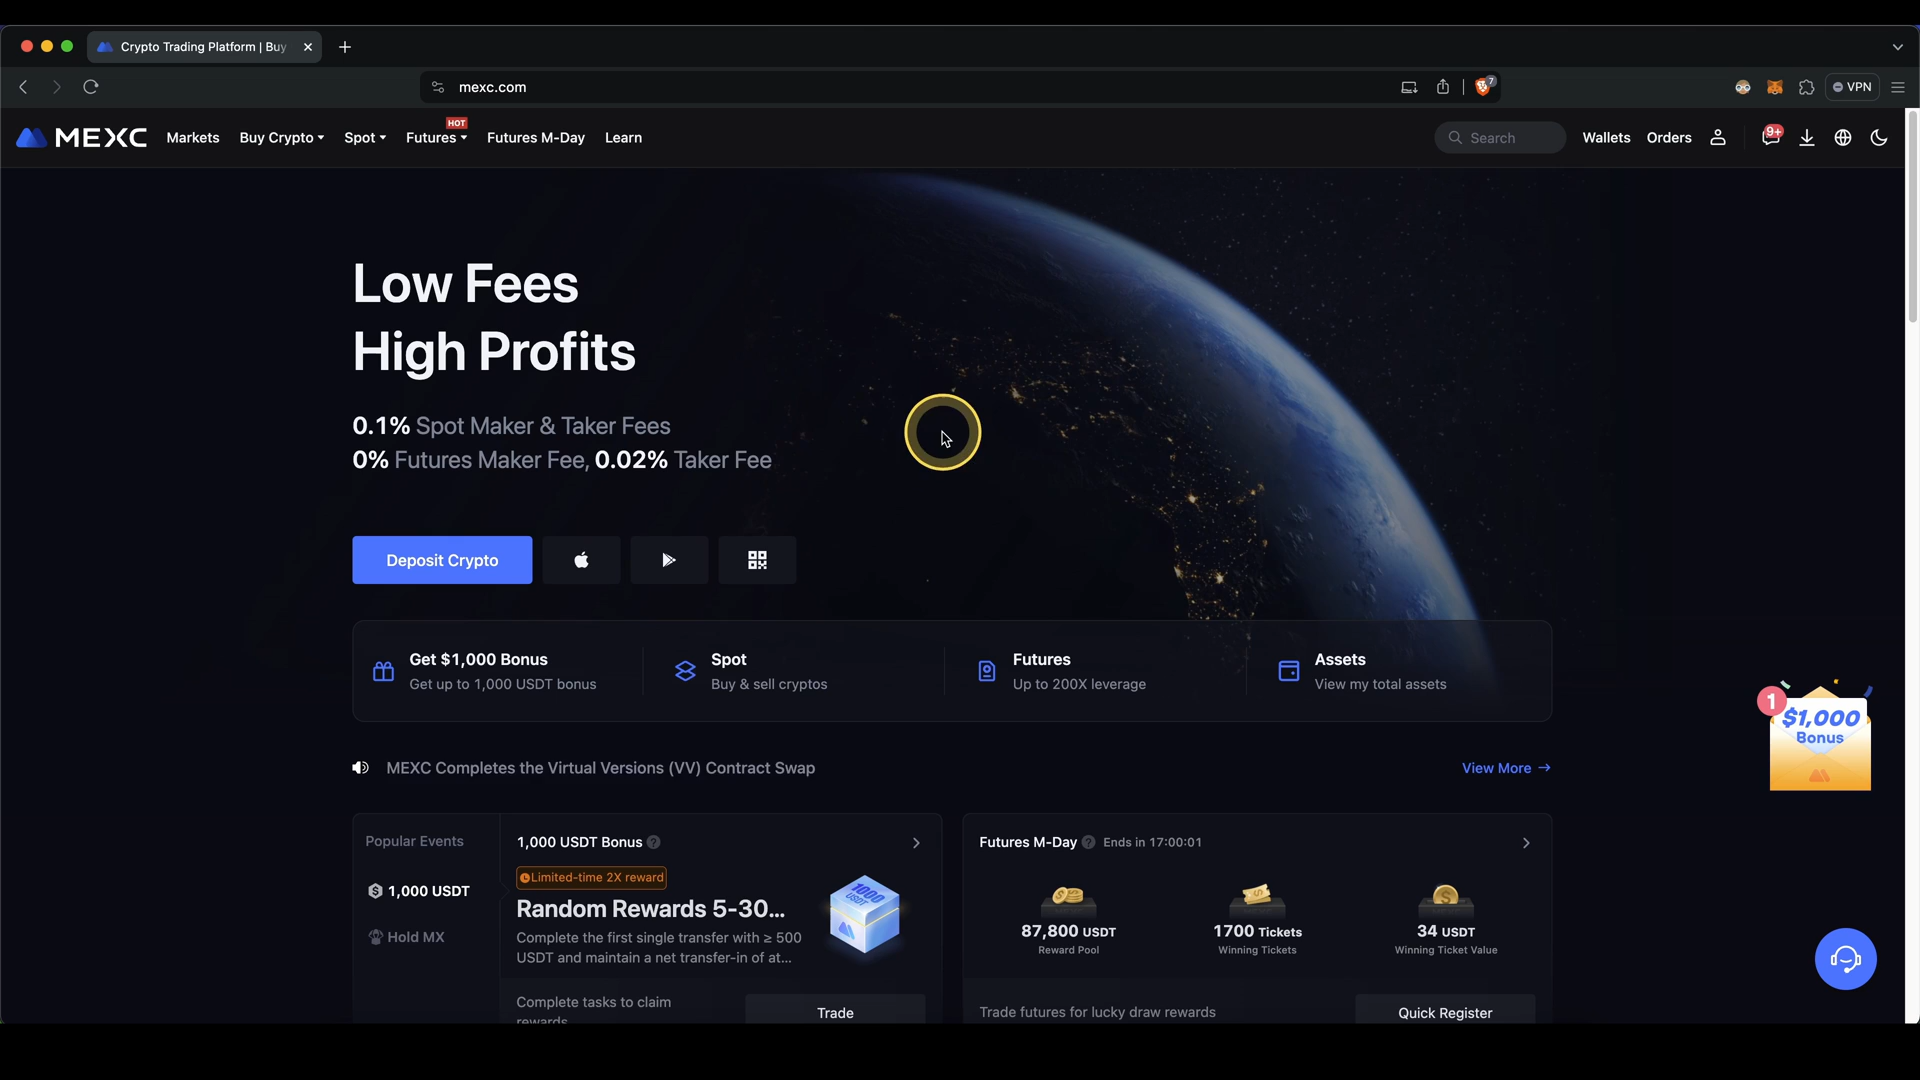 Crypto Trading Platform | Buy
mexc.com
7
VPN
MEXC
Markets
Buy Crypto
Spot
Futures
HOT
Futures M-Day
Learn
Search
Wallets
Orders
9+
Low Fees
High Profits
0.1% Spot Maker & Taker Fees
0% Futures Maker Fee, 0.02% Taker Fee
Deposit Crypto
Get $1,000 Bonus
Get up to 1,000 USDT bonus
Spot
Buy & sell cryptos
Futures
Up to 200X leverage
Assets
View my total assets
1
$1,000
Bonus
MEXC Completes the Virtual Versions (VV) Contract Swap
View More →
Popular Events
1,000 USDT
Hold MX
1,000 USDT Bonus
Limited-time 2X reward
Random Rewards 5-30...
Complete the first single transfer with ≥ 500
USDT and maintain a net transfer-in of at...
1000
USDT
Complete tasks to claim
rewards
Trade
Futures M-Day
Ends in 17:00:01
87,800 USDT
Reward Pool
1700 Tickets
Winning Tickets
34 USDT
Winning Ticket Value
Trade futures for lucky draw rewards
Quick Register